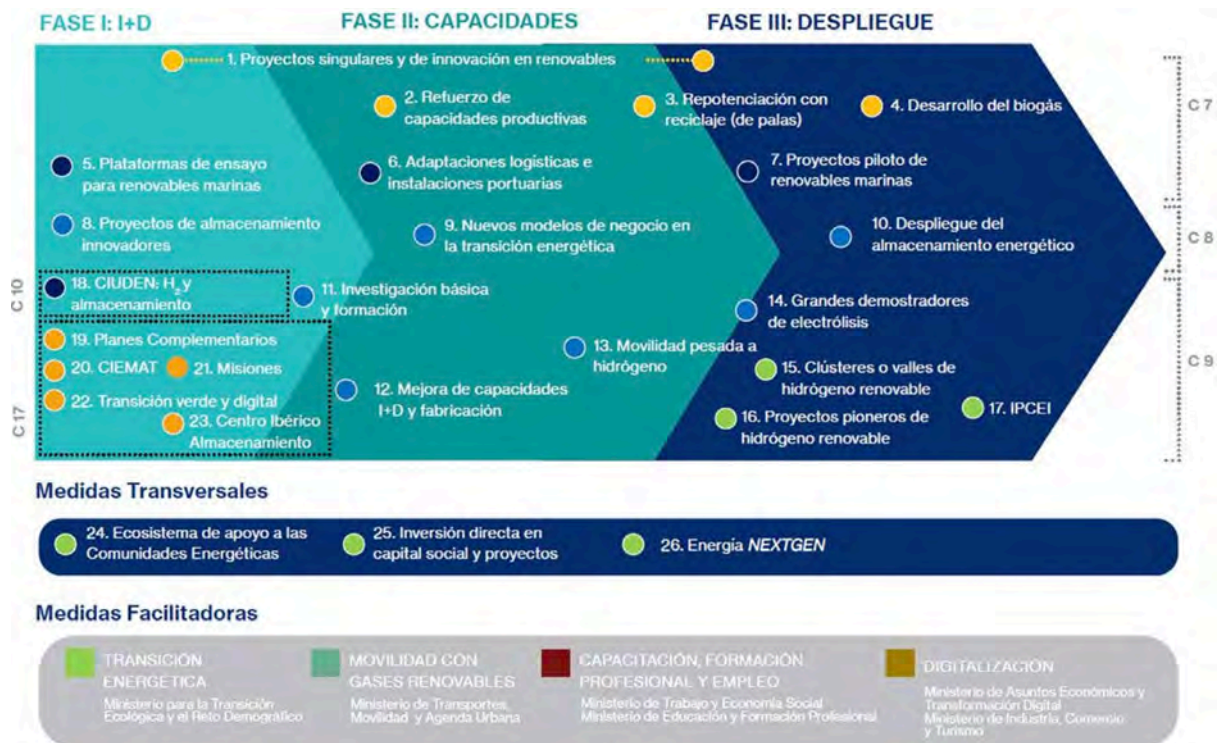 FASE I: I+D
FASE II: CAPACIDADES
FASE III: DESPLIEGUE
1. Proyectos singulares y de innovación en renovables
2. Refuerzo de
capacidades productivas
3. Repotenciación con
reciclaje (de palas)
4. Desarrollo del biogás
C 7
5. Plataformas de ensayo
para renovables marinas
6. Adaptaciones logísticas e
instalaciones portuarias
7. Proyectos piloto de
renovables marinas
8. Proyectos de almacenamiento
innovadores
9. Nuevos modelos de negocio en
la transición energética
10. Despliegue del
almacenamiento energético
C 8
C 10
18. CIUDEN: H2 y
almacenamiento
11. Investigación básica
y formación
14. Grandes demostradores
de electrólisis
19. Planes Complementarios
20. CIEMAT
21. Misiones
13. Movilidad pesada a
hidrógeno
15. Clústeres o valles de
hidrógeno renovable
C 9
22. Transición verde y digital
12. Mejora de capacidades
I+D y fabricación
C 17
23. Centro Ibérico
Almacenamiento
16. Proyectos pioneros de
hidrógeno renovable
17. IPCEI
Medidas Transversales
24. Ecosistema de apoyo a las
Comunidades Energéticas
25. Inversión directa en
capital social y proyectos
26. Energía NEXTGEN
Medidas Facilitadoras
TRANSICIÓN
ENERGÉTICA
Ministerio para la Transición
Ecológica y el Reto Demográfico
MOVILIDAD CON
GASES RENOVABLES
Ministerio de Transportes,
Movilidad y Agenda Urbana
CAPACITACIÓN, FORMACIÓN
PROFESIONAL Y EMPLEO
Ministerio de Trabajo y Economía Social
Ministerio de Educación y Formación Profesional
DIGITALIZACIÓN
Ministerio de Asuntos Económicos y
Transformación Digital
Ministerio de Industria, Comercio
y Turismo